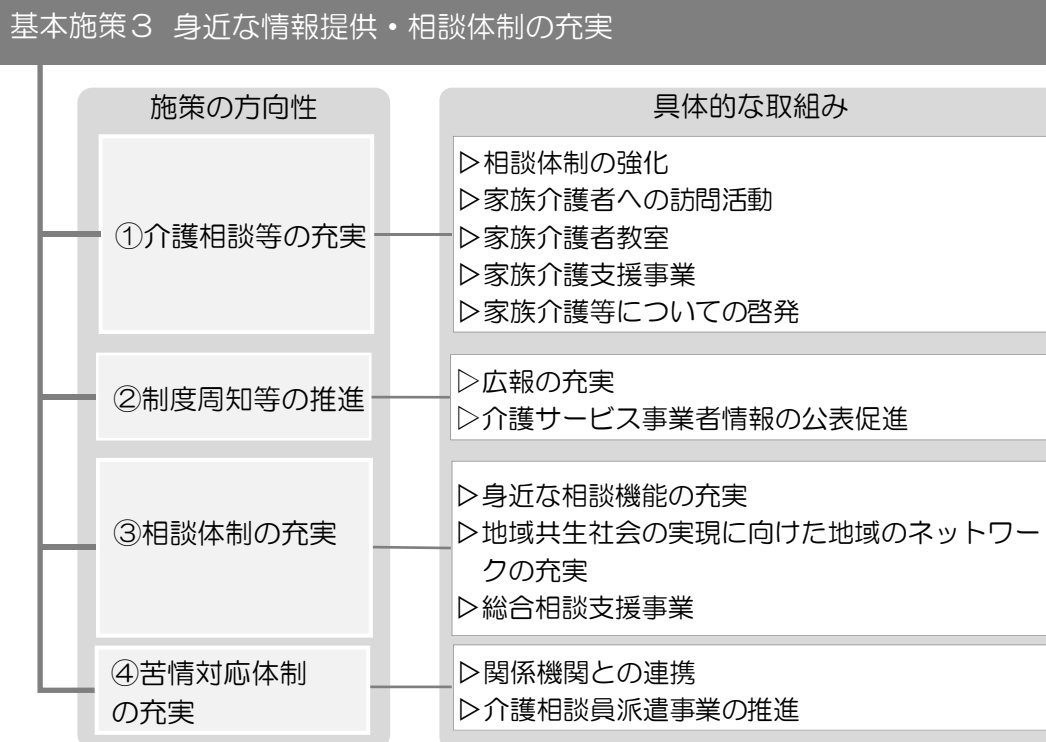 基本施策３ 身近な情報提供・相談体制の充実
施策の方向性
具体的な取組み
①介護相談等の充実
▷相談体制の強化
▷家族介護者への訪問活動
▷家族介護者教室
▷家族介護支援事業
▷家族介護等についての啓発
②制度周知等の推進
▷広報の充実
▷介護サービス事業者情報の公表促進
③相談体制の充実
▷身近な相談機能の充実
▷地域共生社会の実現に向けた地域のネットワー
クの充実
▷総合相談支援事業
④苦情対応体制
の充実
▷関係機関との連携
▷介護相談員派遣事業の推進